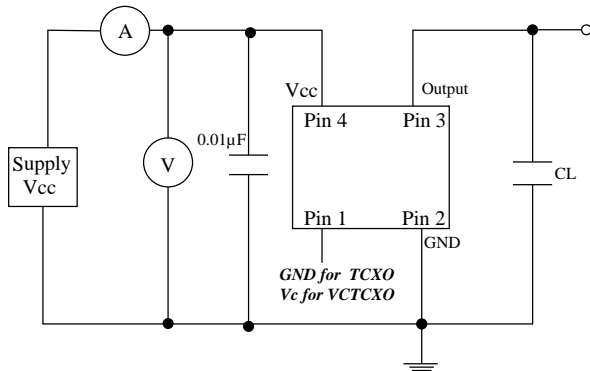 A
Vcc
Output
Pin 4
Pin 3
0.01µF
Supply
Vcc
V
CL
Pin 1
Pin 2
GND
GND for TCXO
Vc for VCTCXO